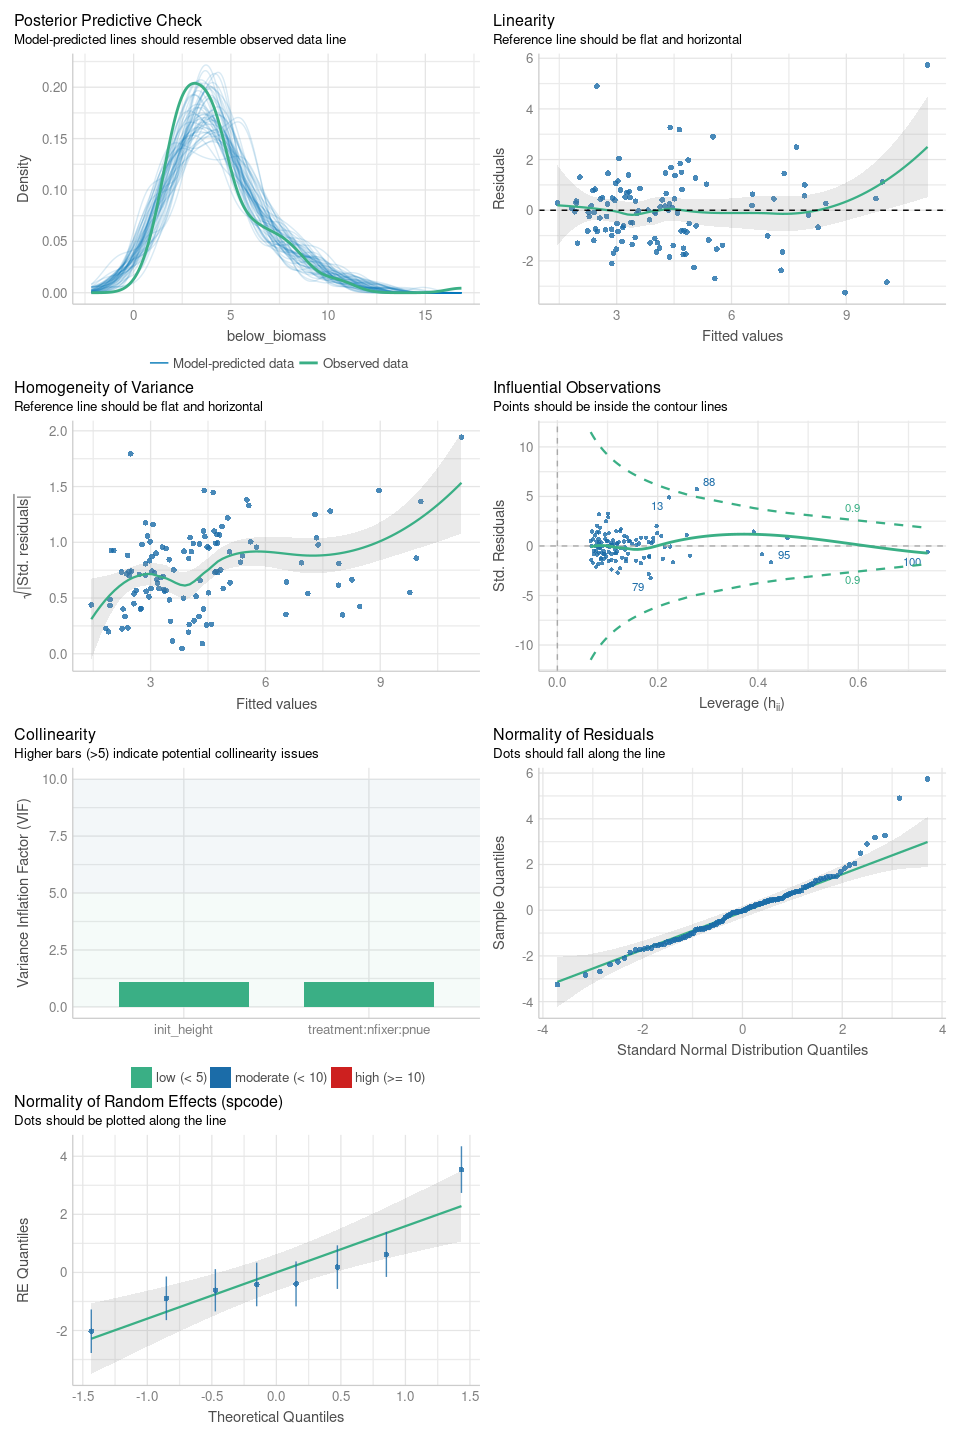 Posterior Predictive Check
Model-predicted lines should resemble observed data line
0.20
0.15
0.10
0.05
0.00
Density
0
5
10
15
below_biomass
Model-predicted data
Observed data
Linearity
Reference line should be flat and horizontal
6
4
2
0
-2
Residuals
3
6
9
Fitted values
Homogeneity of Variance
Reference line should be flat and horizontal
2.0
1.5
1.0
0.5
0.0
√|Std. residuals|
3
6
9
Fitted values
Influential Observations
Points should be inside the contour lines
10
5
0
-5
-10
Std. Residuals
88
13
0.9
95
100
79
0.9
0.0
0.2
0.4
0.6
Leverage (hii)
Collinearity
Higher bars (>5) indicate potential collinearity issues
10.0
7.5
5.0
2.5
0.0
Variance Inflation Factor (VIF)
init_height
treatment:nfixer:pnue
low (< 5)
moderate (< 10)
high (>= 10)
Normality of Residuals
Dots should fall along the line
6
4
2
0
-2
-4
Sample Quantiles
-4
-2
0
2
4
Standard Normal Distribution Quantiles
Normality of Random Effects (spcode)
Dots should be plotted along the line
4
2
0
-2
RE Quantiles
-1.5
-1.0
-0.5
0.0
0.5
1.0
1.5
Theoretical Quantiles